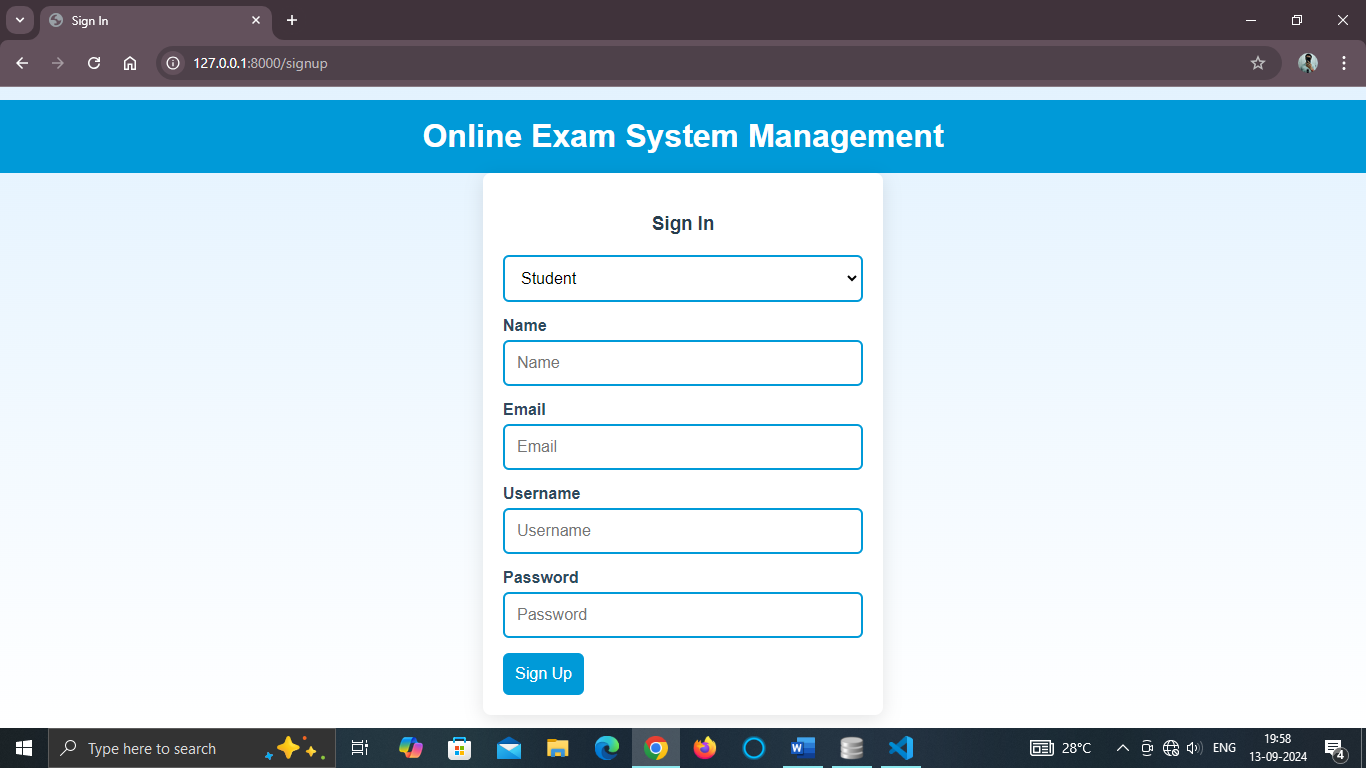 Sign In
127.0.0.1:8000/signup
Online Exam System Management
Sign In
Student
Name
Name
Email
Email
Username
Username
Password
Password
Sign Up
Type here to search
28°C
ENG
19:58
13-09-2024
4